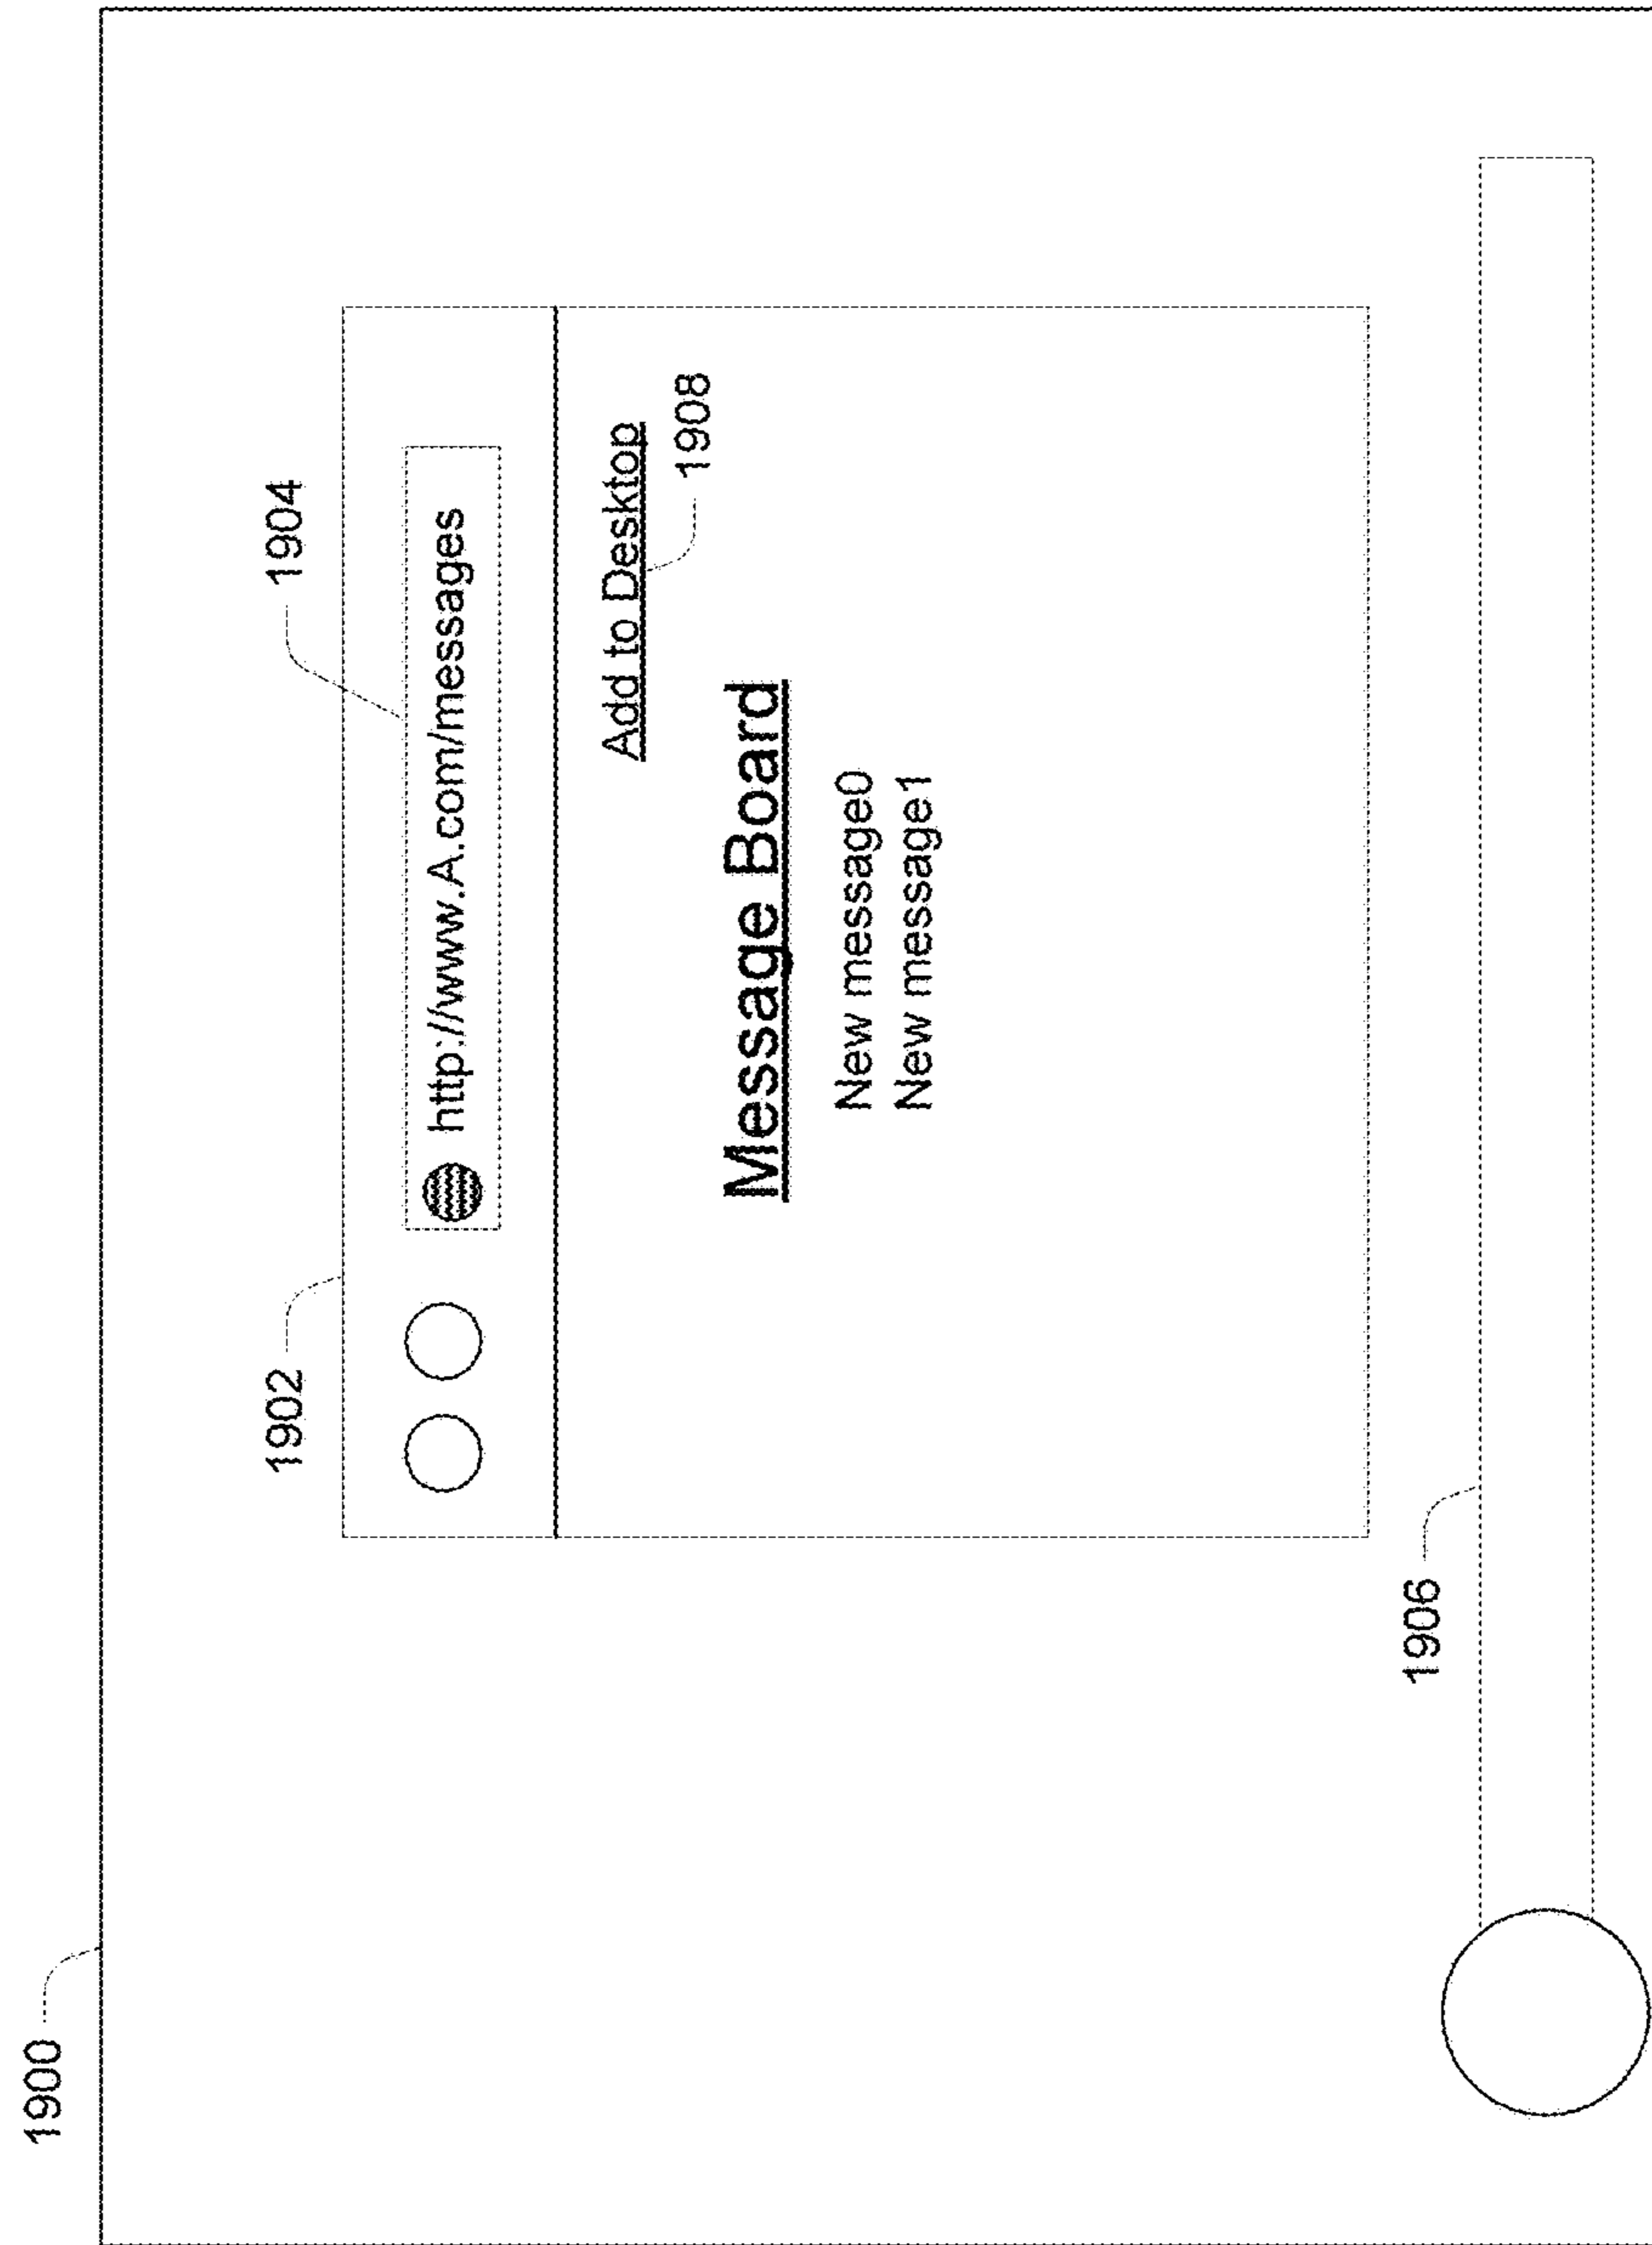 1900
1902
1904
http://www.A.com/messages
Add to Desktop
1908
Message Board
New message0
New message1
1906